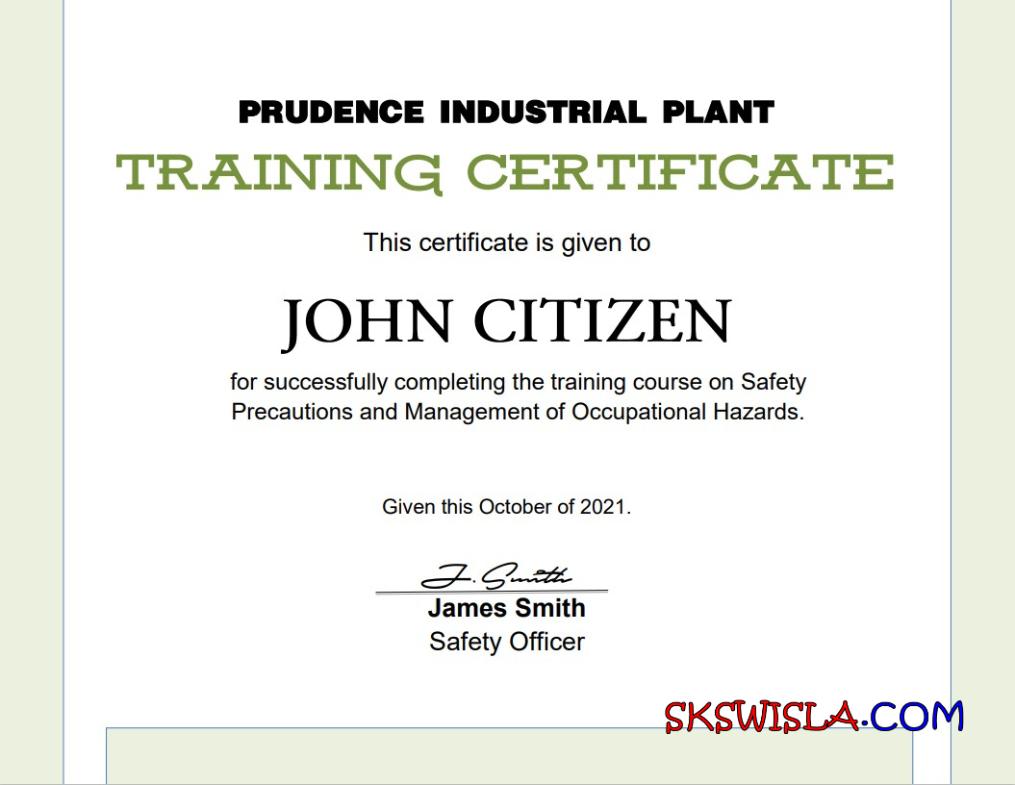 PRUDENCE INDUSTRIAL PLANT
TRAINING CERTIFICATE
This certificate is given to
JOHN CITIZEN
for successfully completing the training course on Safety
Precautions and Management of Occupational Hazards.
Given this October of 2021.
J. Smith
James Smith
Safety Officer
SKSWISLA.COM